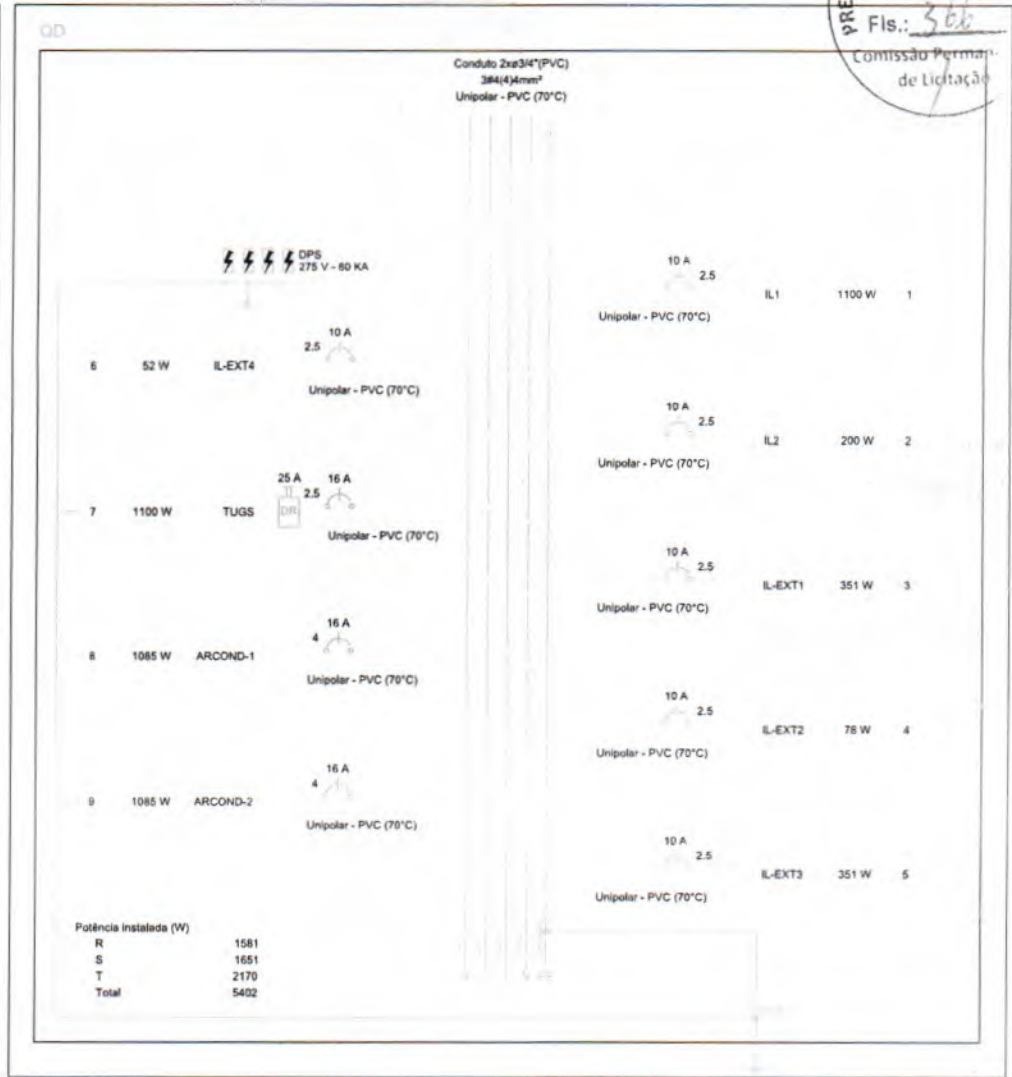 QD
PRE
Fls.: 366
Comissão Perman.
de Licitação
Conduto 2xø3/4"(PVC)
3#4(4)4mm²
Unipolar - PVC (70°C)
DPS
275 V - 80 KA
6 52 W IL-EXT4 2.5 10 A
Unipolar - PVC (70°C)
7 1100 W TUGS 25 A DR 2.5 16 A
Unipolar - PVC (70°C)
8 1085 W ARCOND-1 4 16 A
Unipolar - PVC (70°C)
9 1085 W ARCOND-2 4 16 A
Unipolar - PVC (70°C)
10 A 2.5 IL1 1100 W 1
Unipolar - PVC (70°C)
10 A 2.5 IL2 200 W 2
Unipolar - PVC (70°C)
10 A 2.5 IL-EXT1 351 W 3
Unipolar - PVC (70°C)
10 A 2.5 IL-EXT2 78 W 4
Unipolar - PVC (70°C)
10 A 2.5 IL-EXT3 351 W 5
Unipolar - PVC (70°C)
Potência instalada (W)
R 1581
S 1651
T 2170
Total 5402